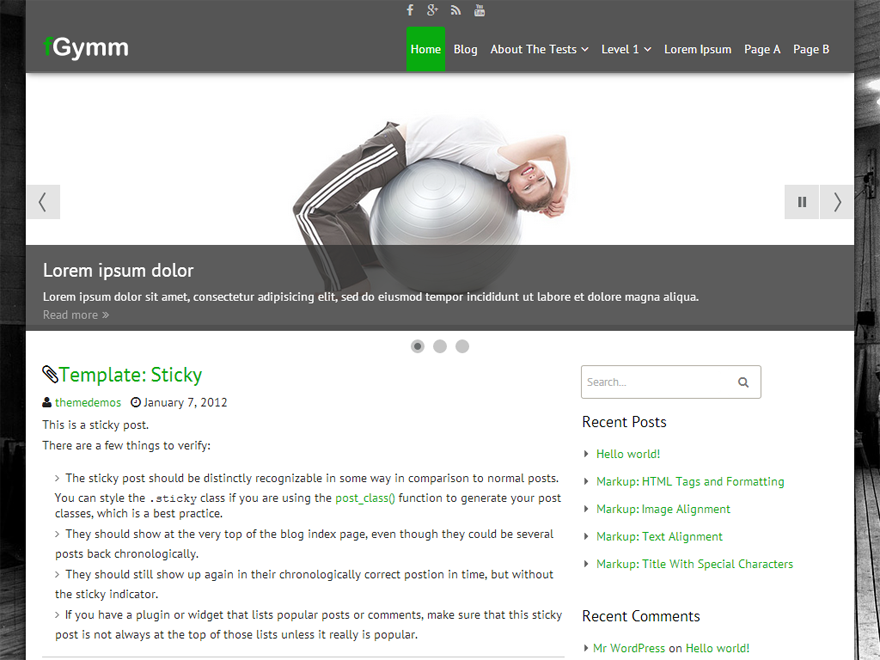 fGymm
Home Blog About The Tests Level 1 Lorem Ipsum Page A Page B
Lorem ipsum dolor
Lorem ipsum dolor sit amet, consectetur adipisicing elit, sed do eiusmod tempor incididunt ut labore et dolore magna aliqua.
Read more »
Template: Sticky
themedemos January 7, 2012
This is a sticky post.
There are a few things to verify:
The sticky post should be distinctly recognizable in some way in comparison to normal posts.
You can style the .sticky class if you are using the post_class() function to generate your post
classes, which is a best practice.
They should show at the very top of the blog index page, even though they could be several
posts back chronologically.
They should still show up again in their chronologically correct postion in time, but without
the sticky indicator.
If you have a plugin or widget that lists popular posts or comments, make sure that this sticky
post is not always at the top of those lists unless it really is popular.
Search...
Recent Posts
Hello world!
Markup: HTML Tags and Formatting
Markup: Image Alignment
Markup: Text Alignment
Markup: Title With Special Characters
Recent Comments
Mr WordPress on Hello world!